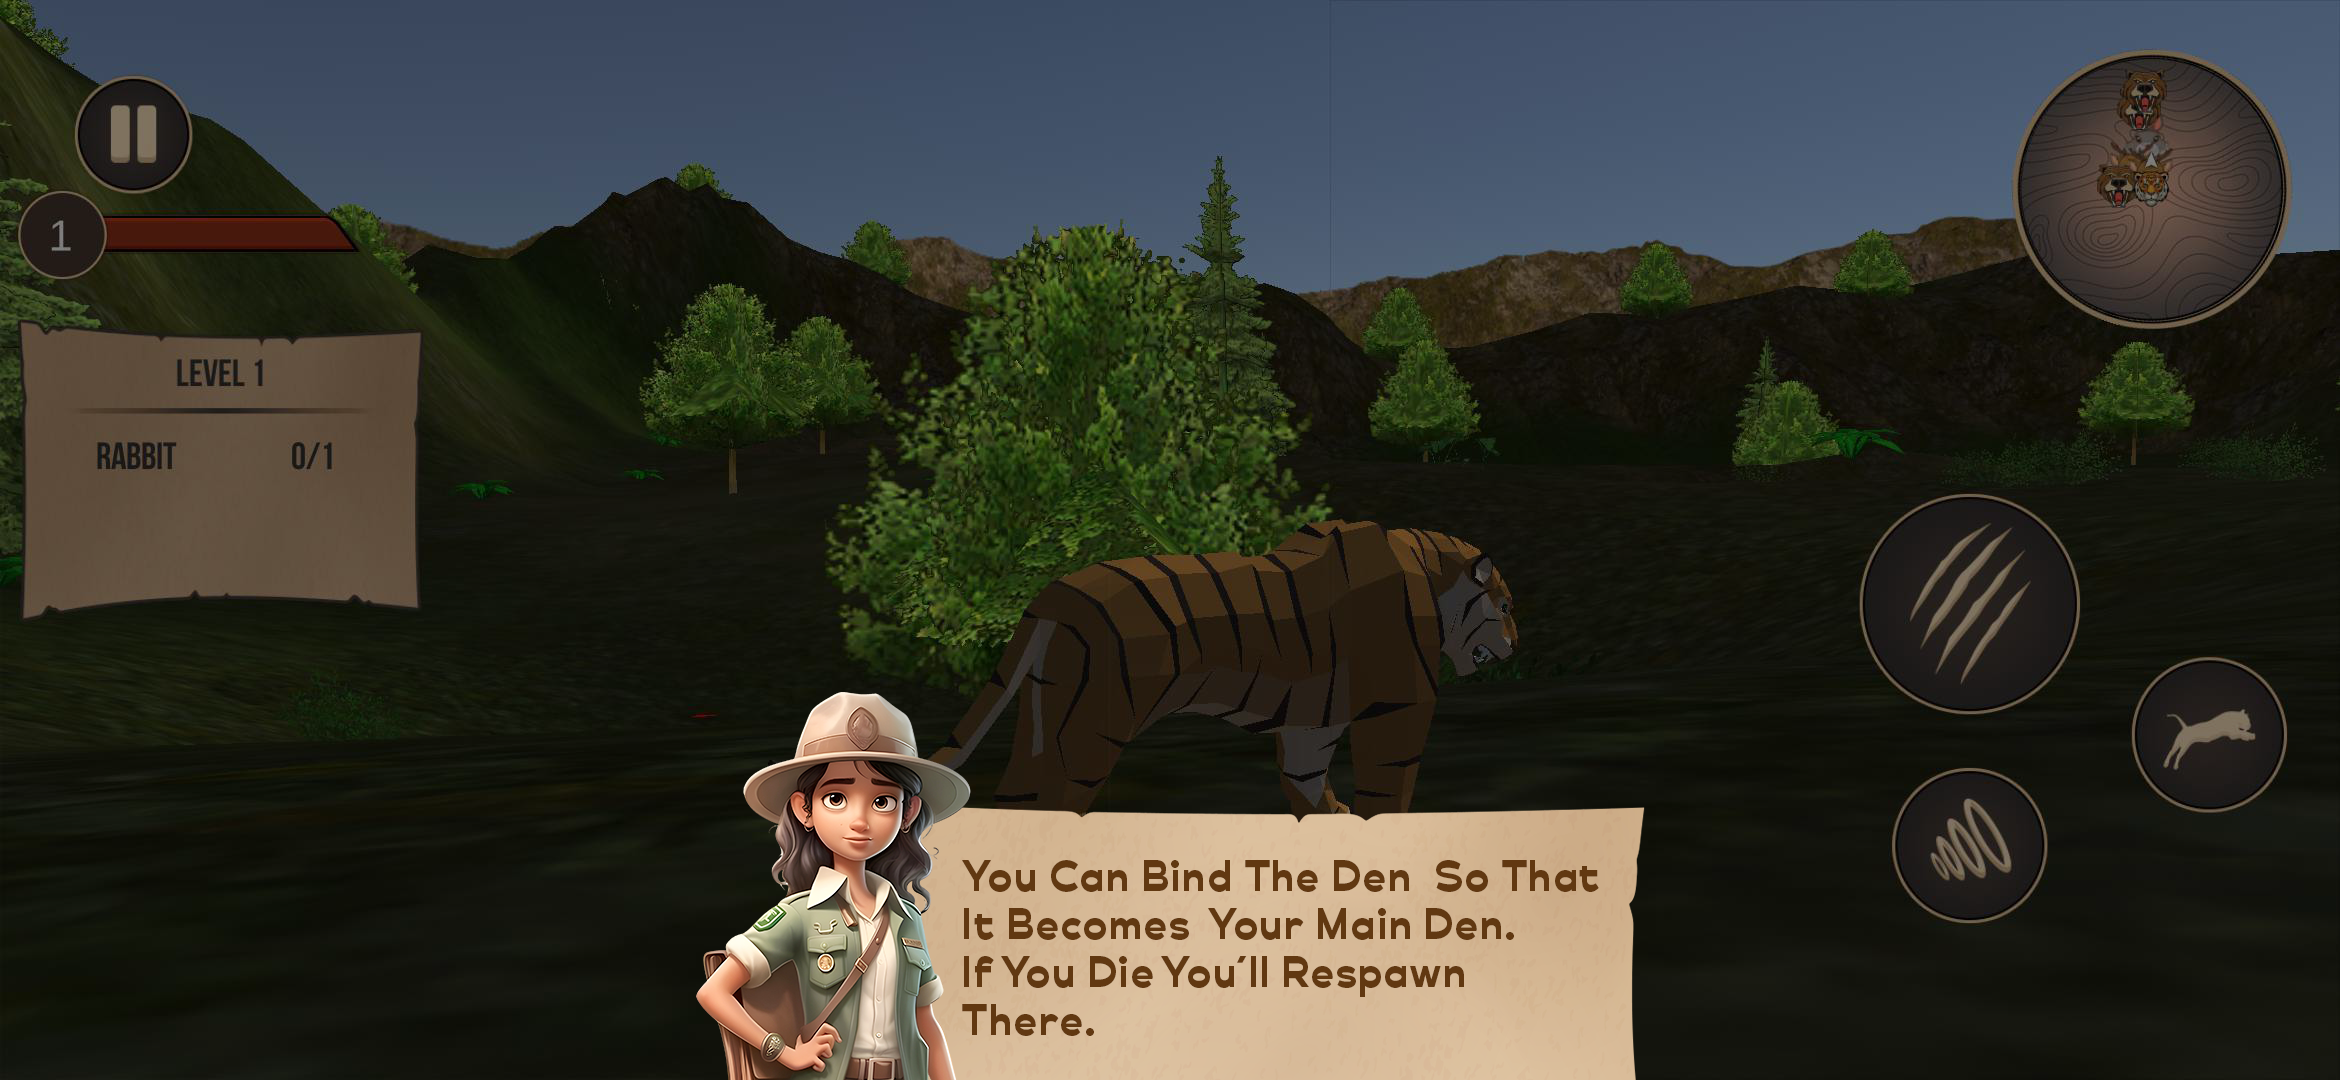 1
LEVEL 1
RABBIT 0/1
You Can Bind The Den So That
It Becomes Your Main Den.
If You Die You´ll Respawn
There.